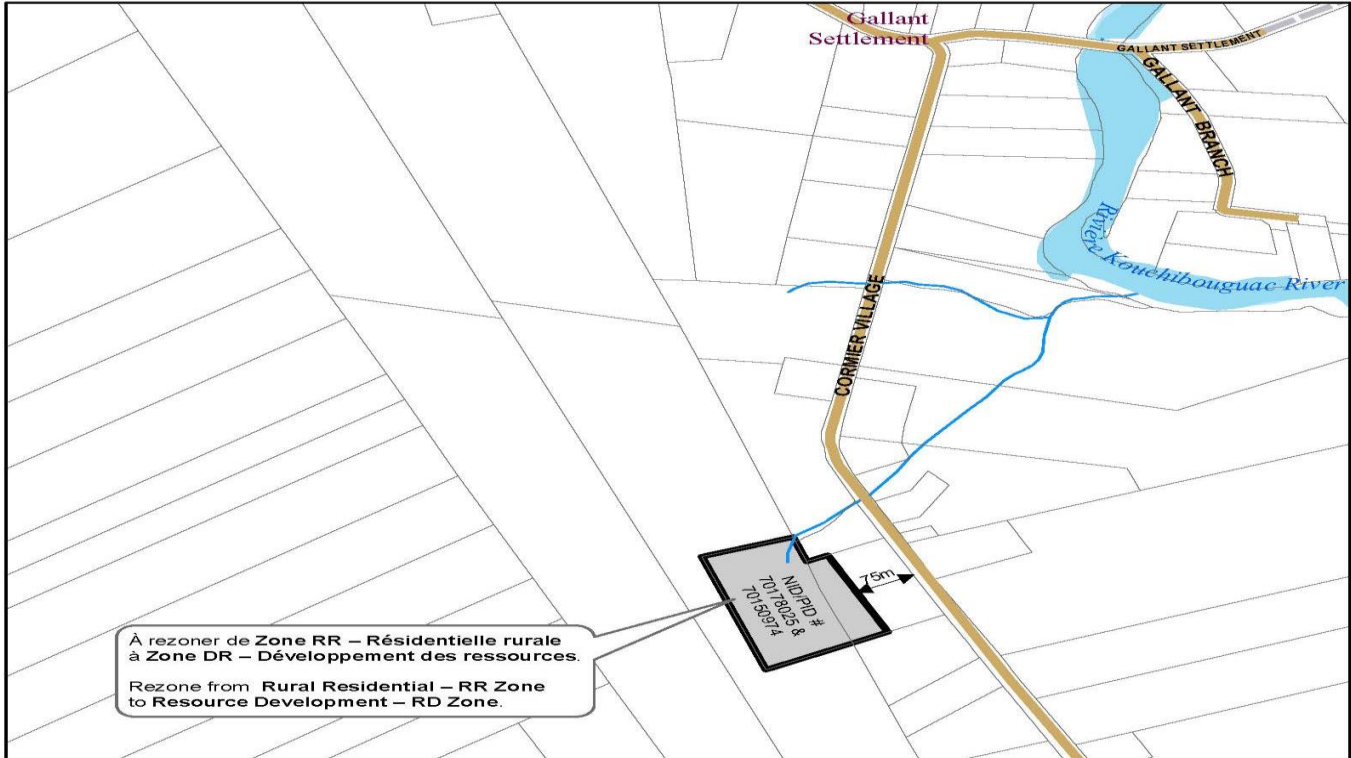 Gallant
Settlement
GALLANT SETTLEMENT
GALLANT BRANCH
Rivière Kouchibouguac River
CORMIER VILLAGE
75m
NID/PID #
70178025 &
70150974
À rezoner de Zone RR – Résidentielle rurale
à Zone DR – Développement des ressources.
Rezone from Rural Residential – RR Zone
to Resource Development – RD Zone.